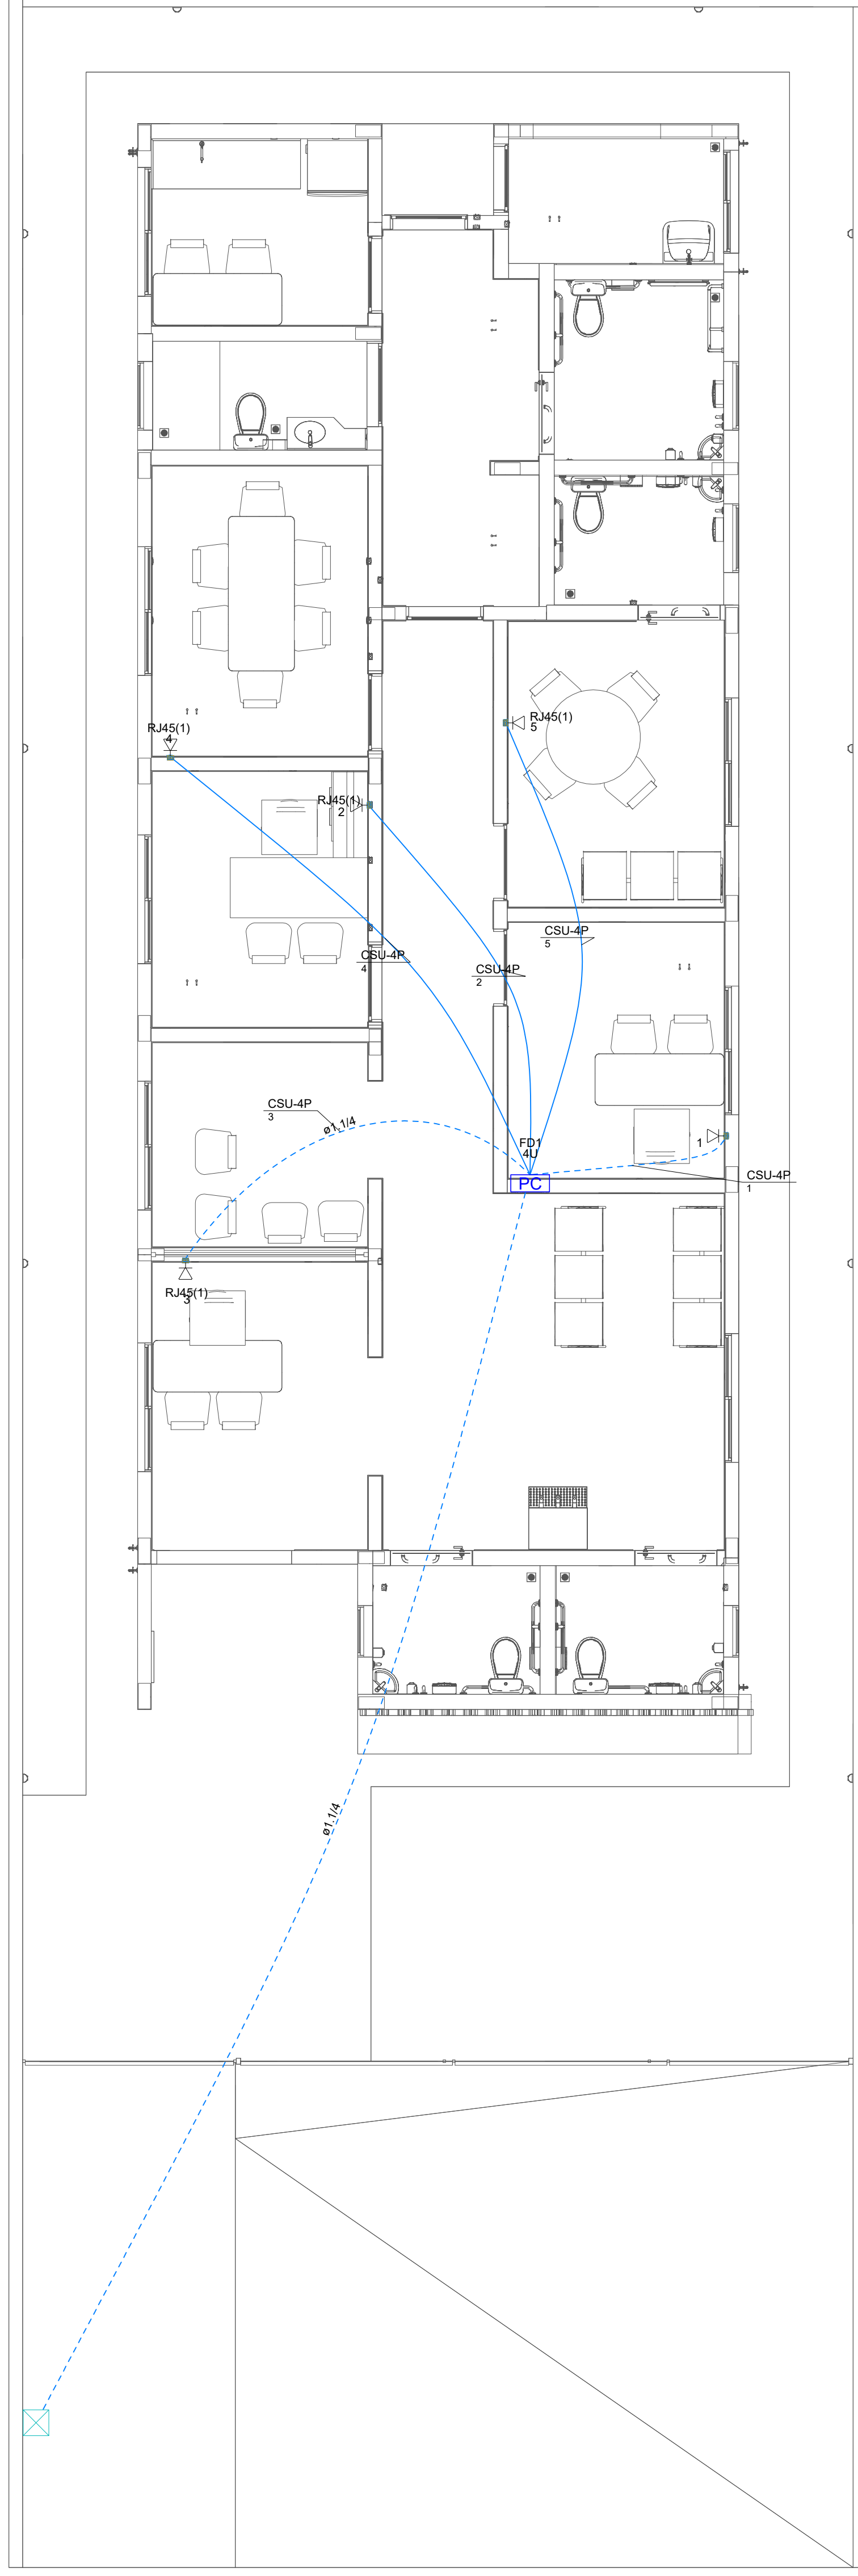 RJ45(1)
5
RJ45(1)
4
RJ45(1)
2
CSU-4P
5
CSU-4P
4
CSU-4P
2
CSU-4P
3
ø1.1/4
FD1
4U
PC
1
CSU-4P
1
RJ45(1)
3
ø1.1/4